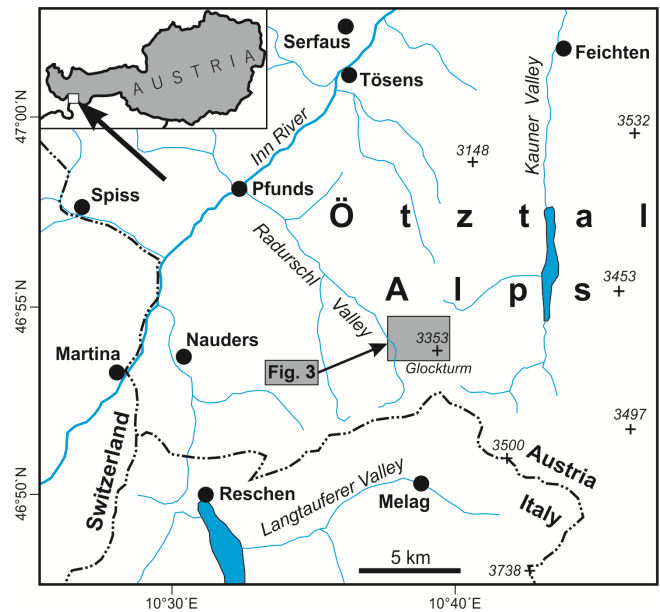 AUSTRIA
Serfaus
Tösens
Feichten
47°00´N
Inn River
Kauner Valley
3532
3148
Pfunds
Spiss
Ötztal
Radurschl
Valley
Alps
3453
46°55´N
Nauders
3353
Martina
Fig. 3
Glockturm
3497
Switzerland
3500
Austria
Italy
46°50´N
Reschen
Langtauferer Valley
Melag
5 km
3738
10°30´E
10°40´E